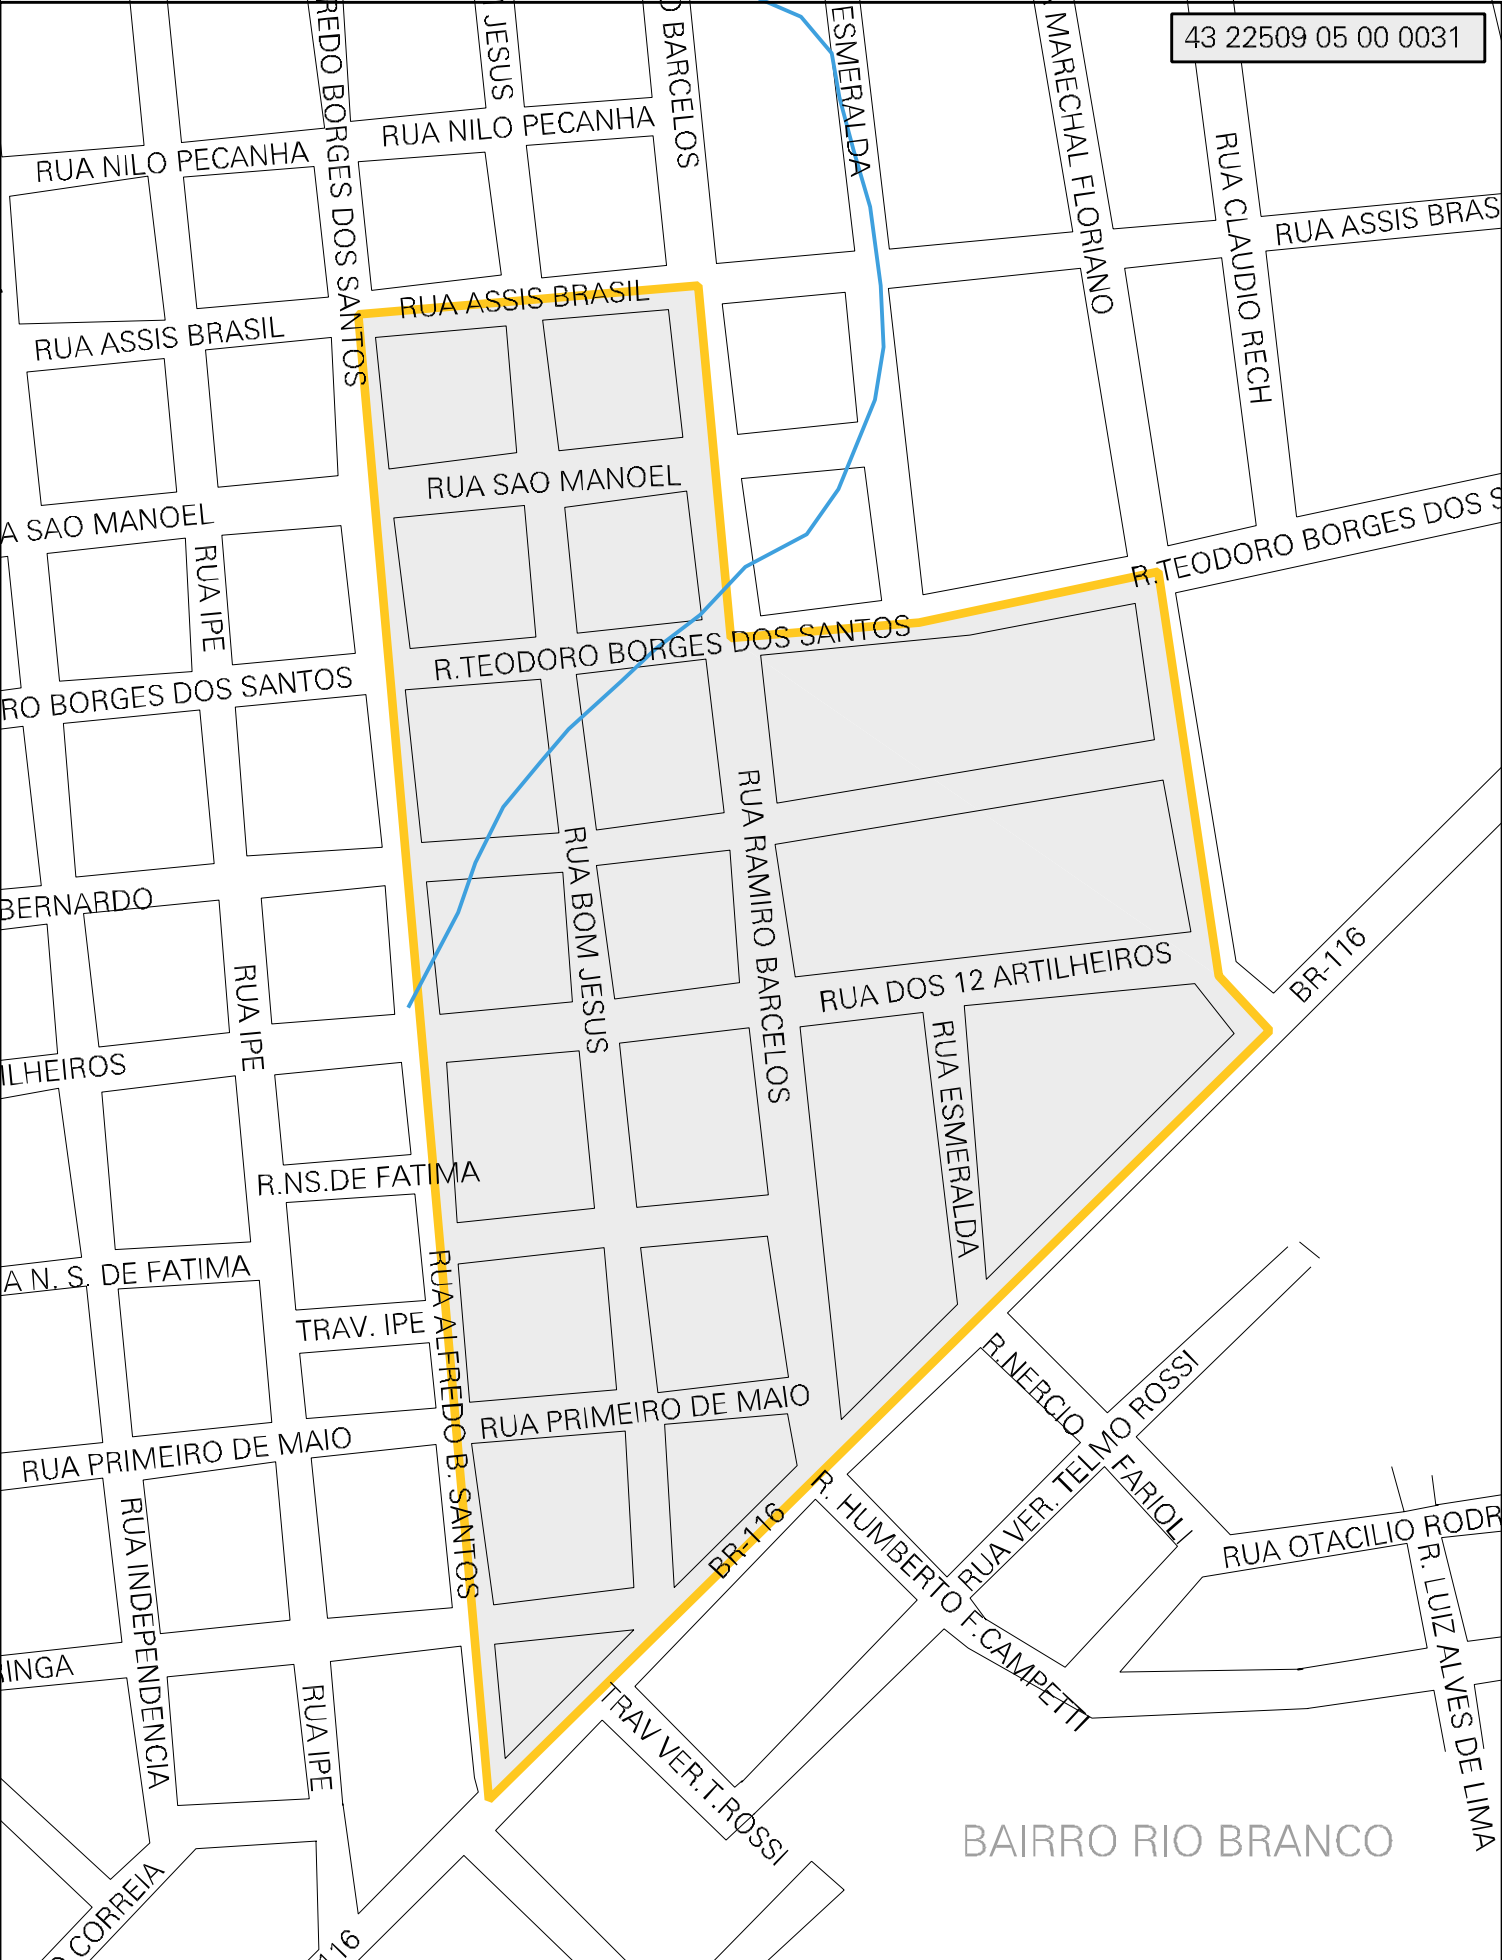 43 22509 05 00 0031
REDO BORGES DOS SANTOS
JESUS
O BARCELOS
ESMERALDA
MARECHAL FLORIANO
RUA CLAUDIO RECH
RUA NILO PECANHA
RUA NILO PECANHA
RUA ASSIS BRAS
RUA ASSIS BRASIL
RUA ASSIS BRASIL
RUA SAO MANOEL
A SAO MANOEL
RUA IPE
R.TEODORO BORGES DOS S
R.TEODORO BORGES DOS SANTOS
RO BORGES DOS SANTOS
RUA RAMIRO BARCELOS
RUA BOM JESUS
BERNARDO
RUA IPE
BR-116
RUA DOS 12 ARTILHEIROS
RUA ESMERALDA
ILHEIROS
R.NS.DE FATIMA
A N. S. DE FATIMA
RUA ALFREDO B. SANTOS
TRAV. IPE
R.NERCIO FARIOLI
RUA VER. TELMO ROSSI
RUA PRIMEIRO DE MAIO
RUA PRIMEIRO DE MAIO
BR-116
R. HUMBERTO F.CAMPETTI
RUA OTACILIO RODR
R. LUIZ ALVES DE LIMA
RUA INDEPENDENCIA
INGA
RUA IPE
TRAV VER.T.ROSSI
BAIRRO RIO BRANCO
CORREIA
116